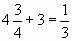 4 3/4 + 3 = 1/3